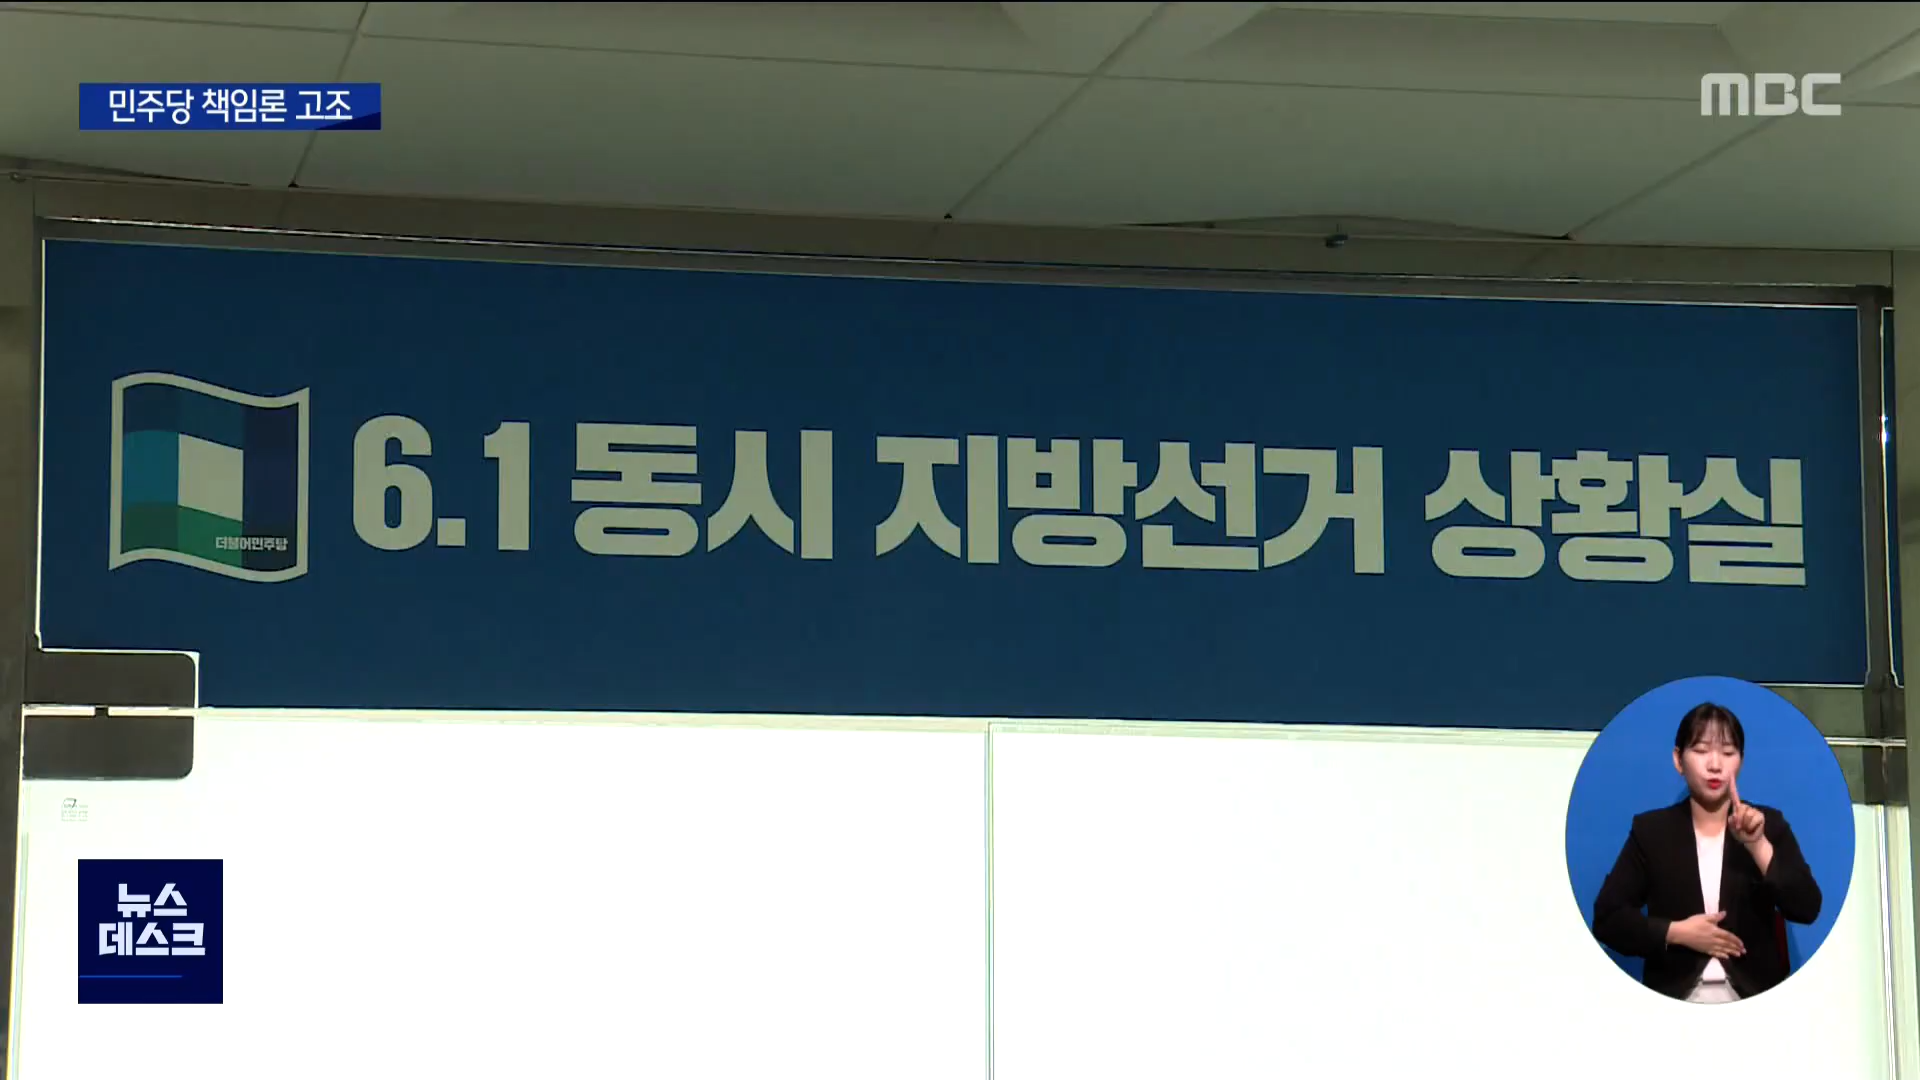 민주당 책임론 고조
MBC
더불어민주당
6.1 동시 지방선거 상황실
뉴스
데스크